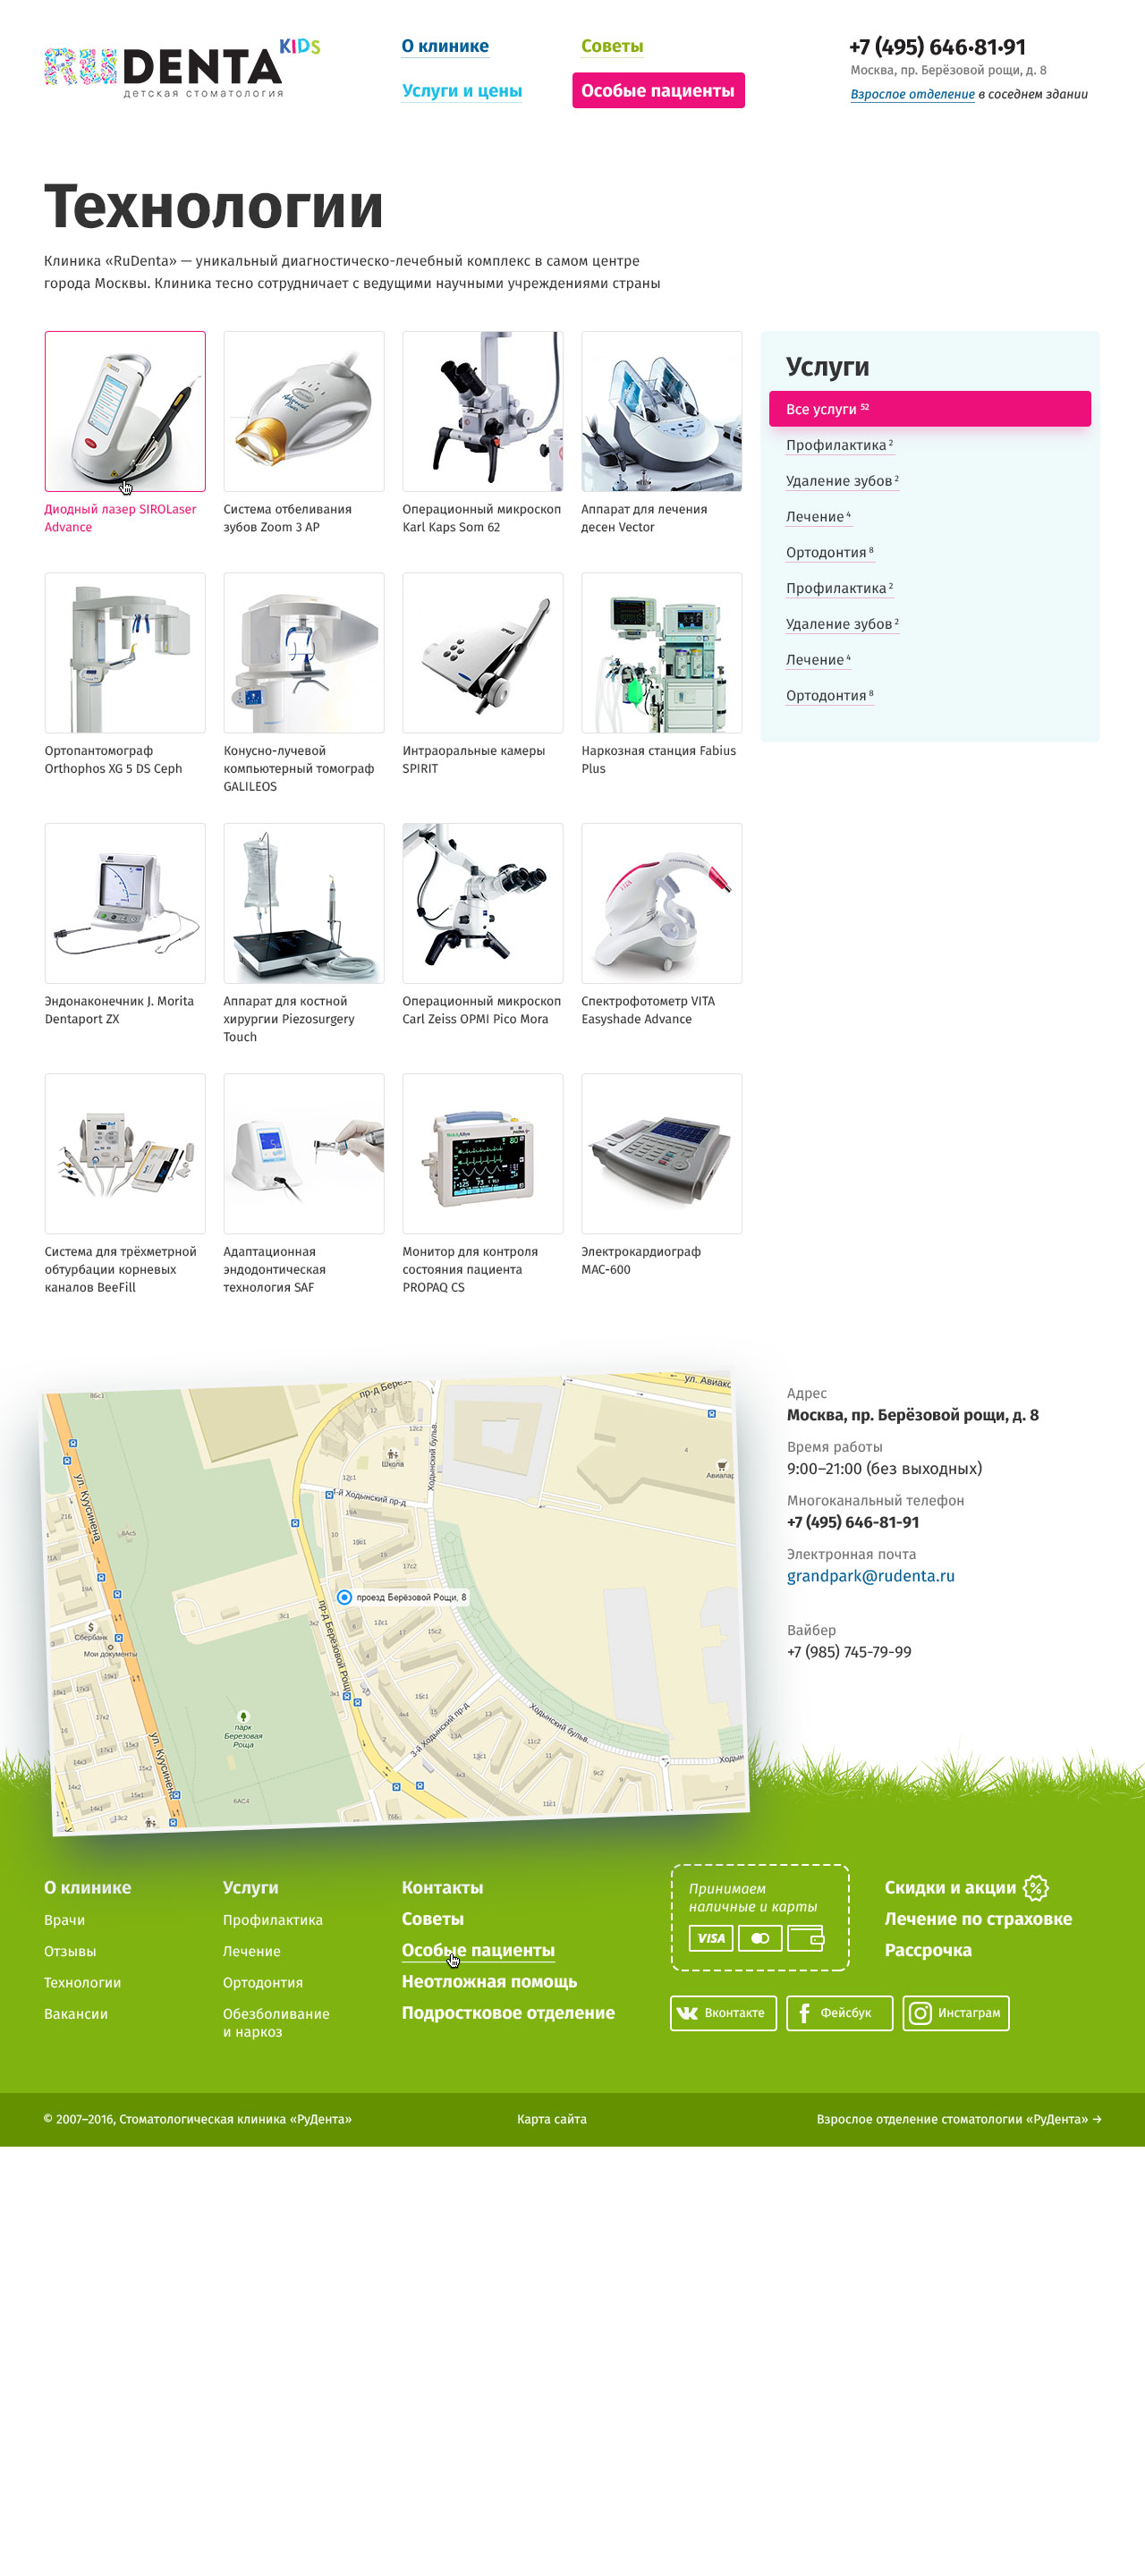 RUDENTA KIDS
детская стоматология
О клинике
Советы
Услуги и цены
Особые пациенты
+7 (495) 646·81·91
Москва, пр. Берёзовой рощи, д. 8
Взрослое отделение в соседнем здании
Технологии
Клиника «RuDenta» — уникальный диагностическо-лечебный комплекс в самом центре
города Москвы. Клиника тесно сотрудничает с ведущими научными учреждениями страны
Диодный лазер SIROLaser
Advance
Система отбеливания
зубов Zoom 3 AP
Операционный микроскоп
Karl Kaps Som 62
Аппарат для лечения
десен Vector
Ортопантомограф
Orthophos XG 5 DS Ceph
Конусно-лучевой
компьютерный томограф
GALILEOS
Интраоральные камеры
SPIRIT
Наркозная станция Fabius
Plus
Эндонаконечник J. Morita
Dentaport ZX
Аппарат для костной
хирургии Piezosurgery
Touch
Операционный микроскоп
Carl Zeiss OPMI Pico Mora
Спектрофотометр VITA
Easyshade Advance
Система для трёхметрной
обтурбации корневых
каналов BeeFill
Адаптационная
эндодонтическая
технология SAF
Монитор для контроля
состояния пациента
PROPAQ CS
Электрокардиограф
MAC-600
Услуги
Все услуги 52
Профилактика 2
Удаление зубов 2
Лечение 4
Ортодонтия 8
Профилактика 2
Удаление зубов 2
Лечение 4
Ортодонтия 8
ул. Куусинена
Школа
1-й Ходынский пр-д
Ходынский бульв.
проезд Берёзовой Рощи, 8
пр-д Берёзовой Рощи
Сбербанк
Мои документы
парк
Березовая
Роща
ул. Куусинена
3-й Ходынский пр-д
Ходынский бульв.
Адрес
Москва, пр. Берёзовой рощи, д. 8
Время работы
9:00–21:00 (без выходных)
Многоканальный телефон
+7 (495) 646-81-91
Электронная почта
grandpark@rudenta.ru
Вайбер
+7 (985) 745-79-99
О клинике
Врачи
Отзывы
Технологии
Вакансии
Услуги
Профилактика
Лечение
Ортодонтия
Обезболивание
и наркоз
Контакты
Советы
Особые пациенты
Неотложная помощь
Подростковое отделение
Принимаем
наличные и карты
VISA
Скидки и акции %
Лечение по страховке
Рассрочка
Вконтакте
Фейсбук
Инстаграм
© 2007–2016, Стоматологическая клиника «РуДента»
Карта сайта
Взрослое отделение стоматологии «РуДента» →